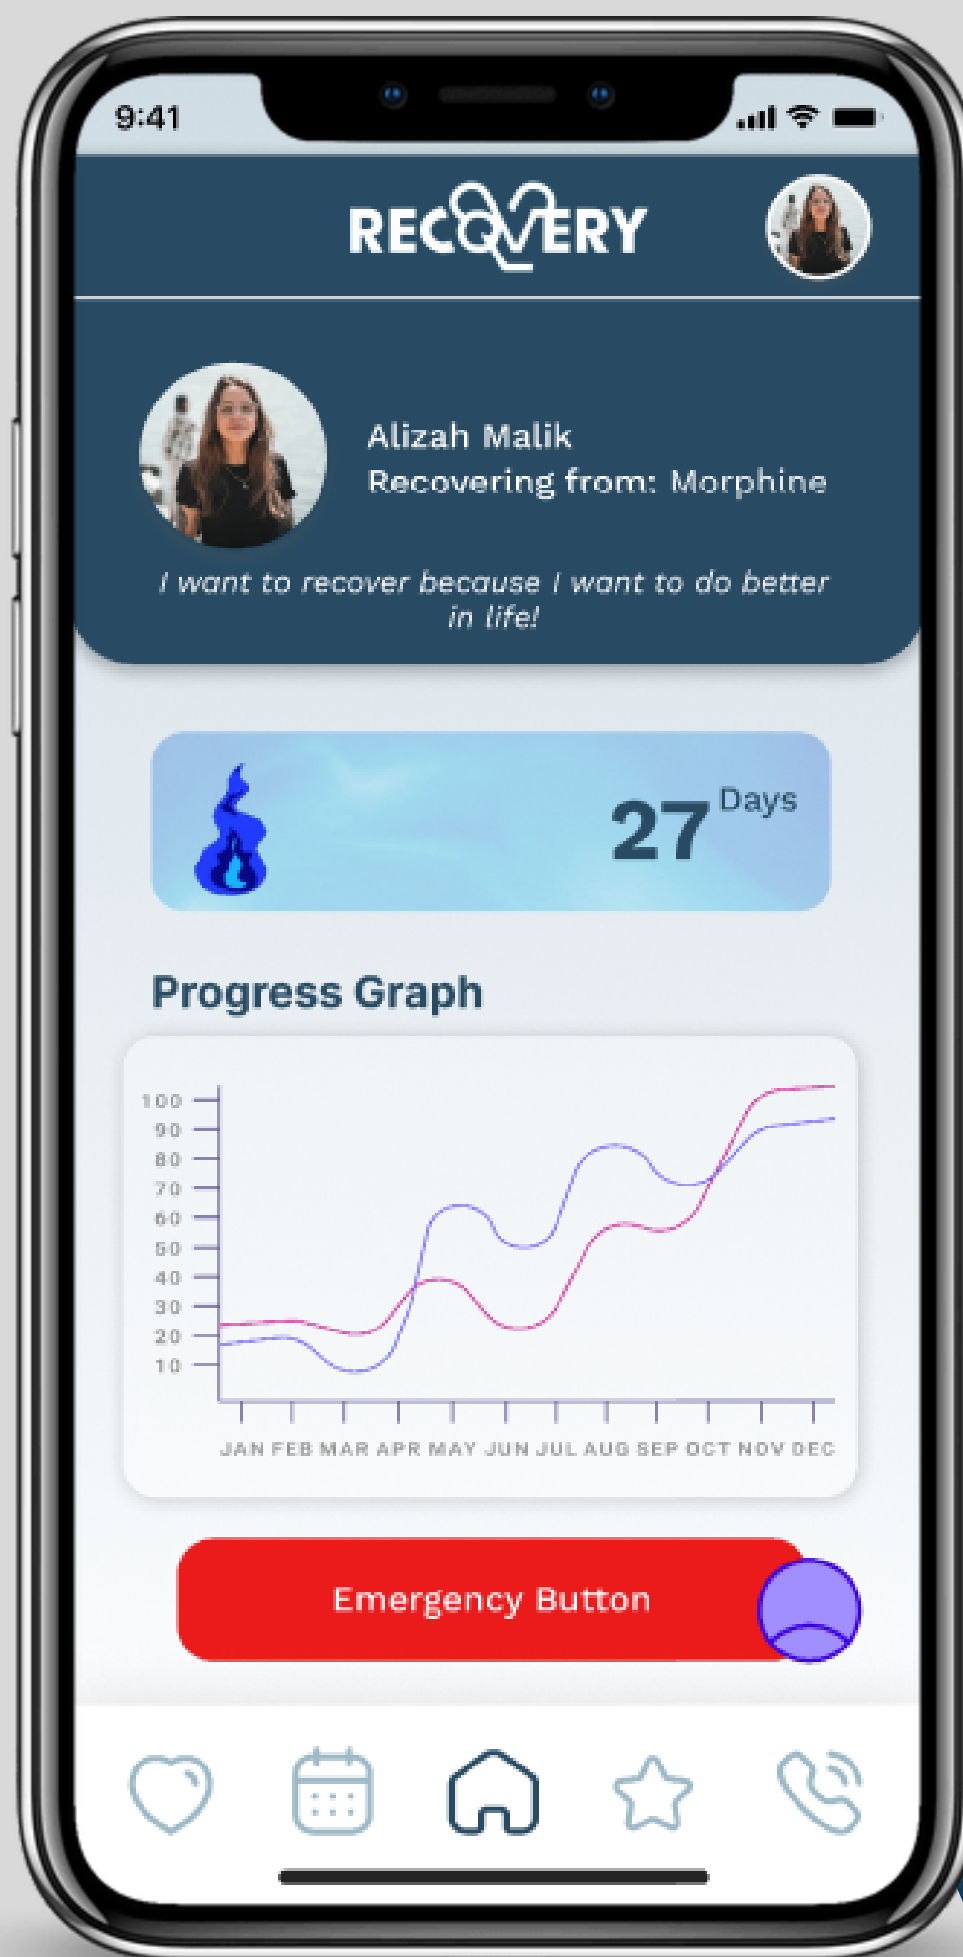 9:41
RECOVERY
Alizah Malik
Recovering from: Morphine
I want to recover because I want to do better
in life!
27 Days
Progress Graph
100
90
80
70
60
50
40
30
20
10
JAN FEB MAR APR MAY JUN JUL AUG SEP OCT NOV DEC
Emergency Button